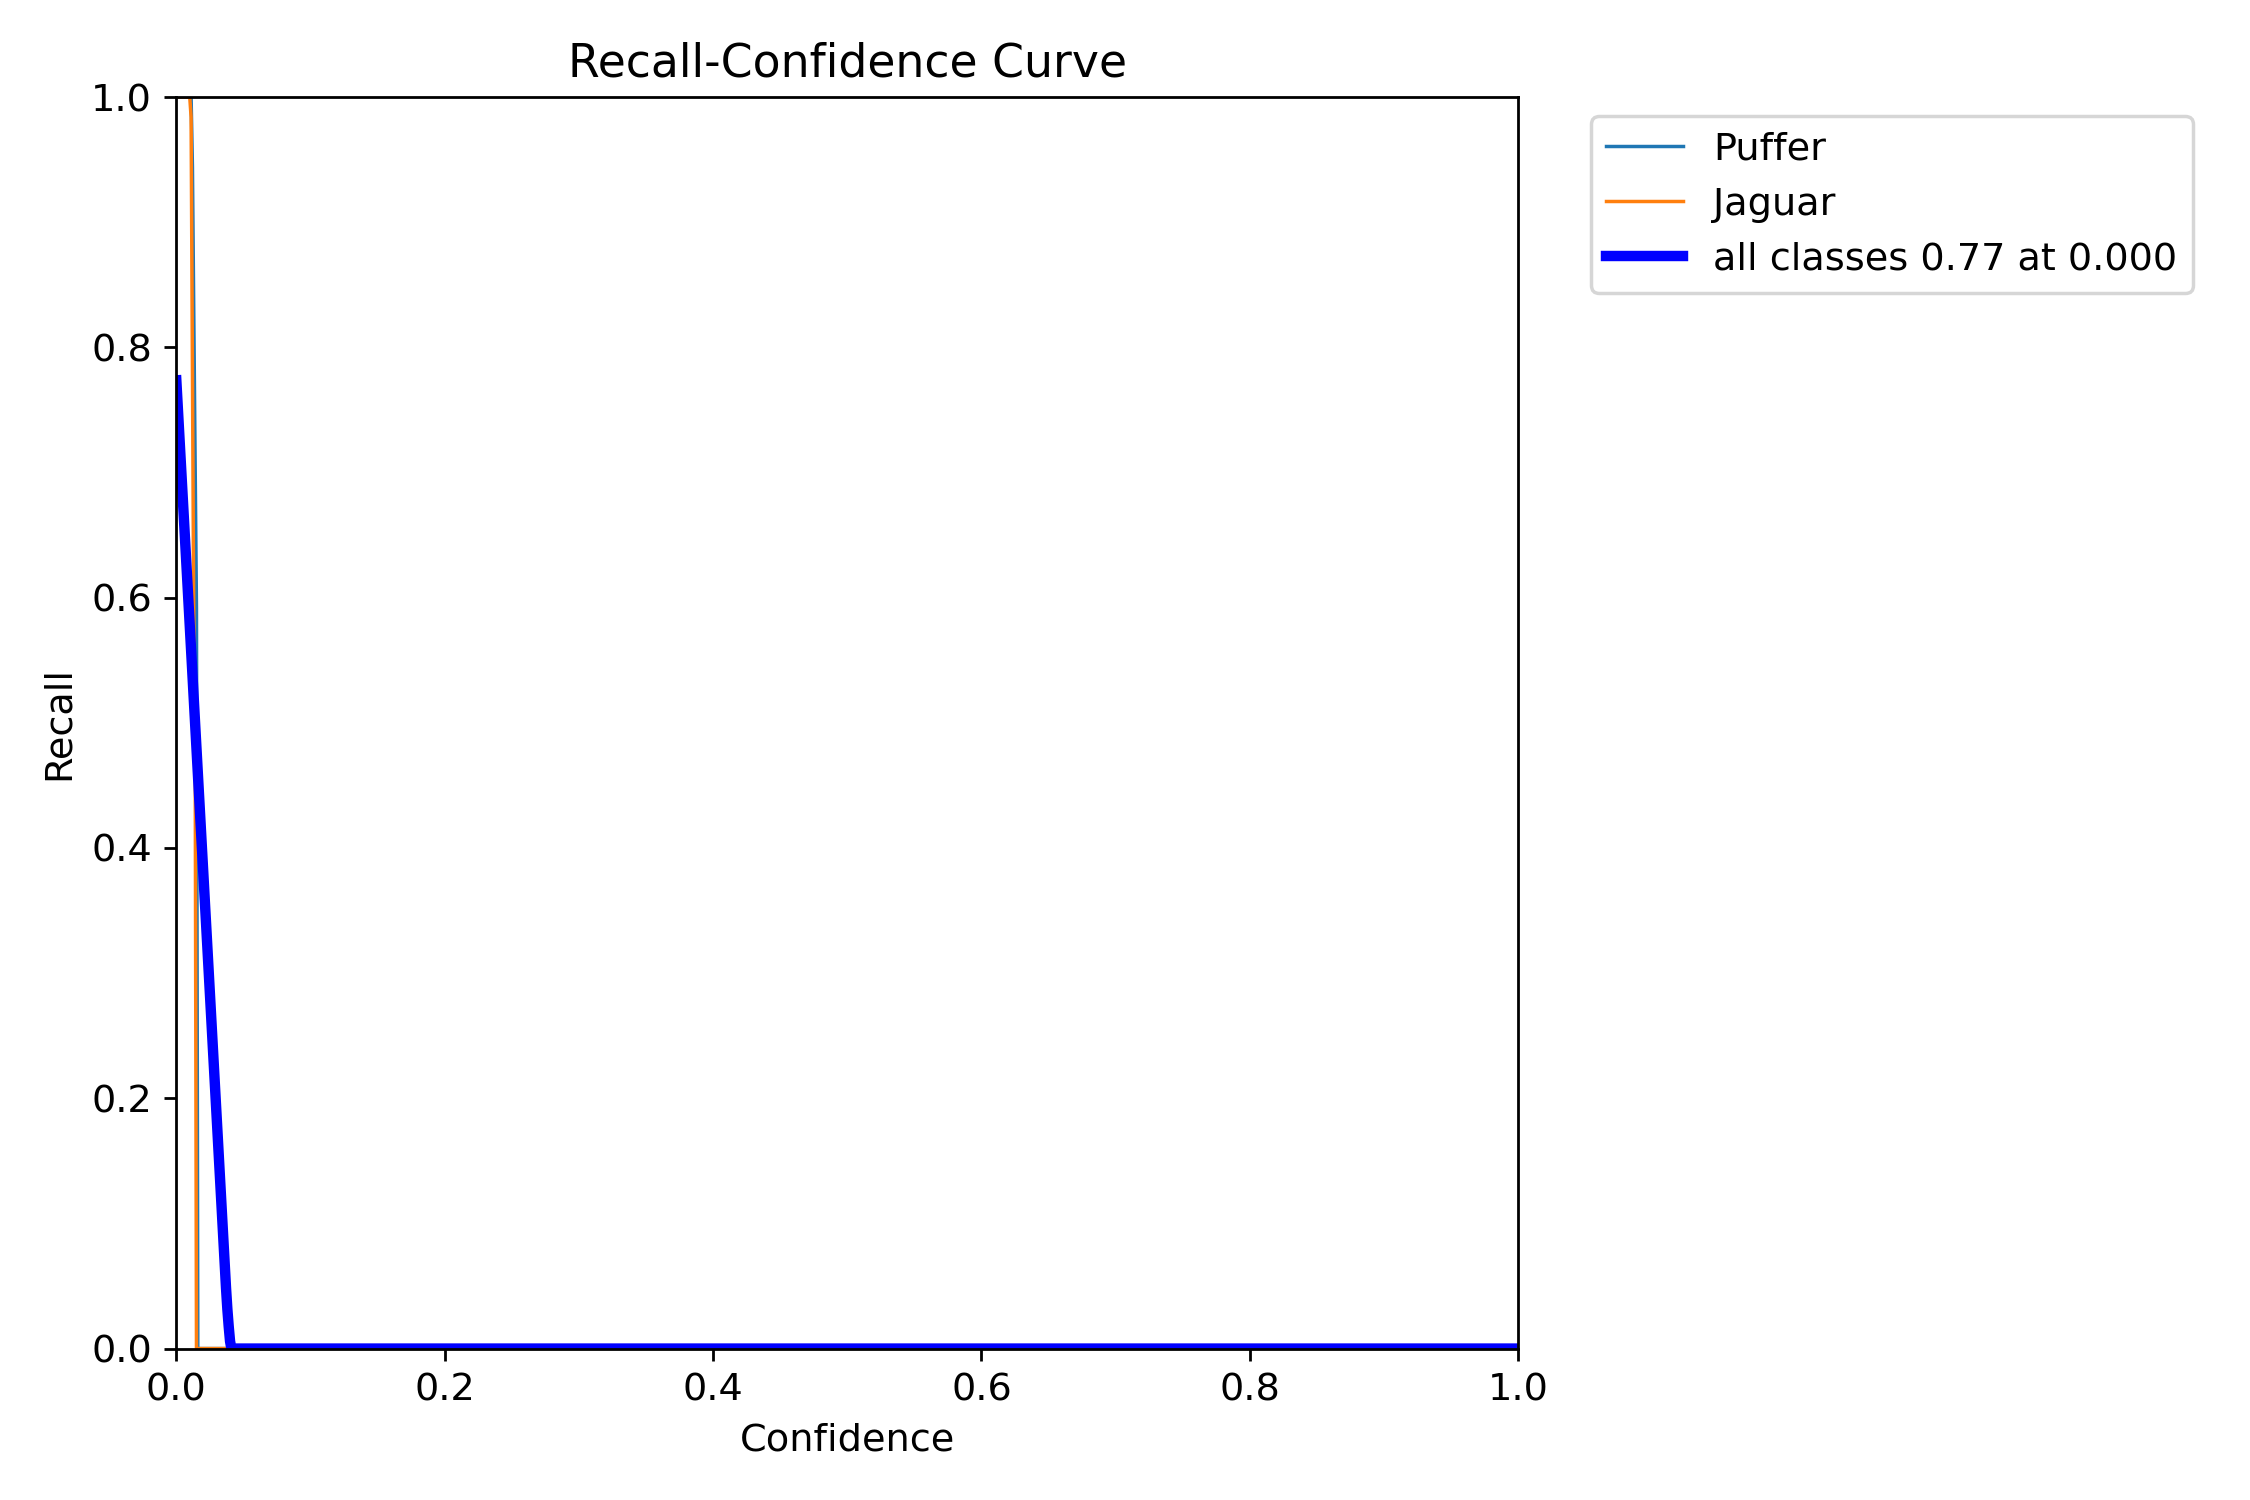 Recall-Confidence Curve
1.0
0.8
0.6
0.4
0.2
0.0
Recall
0.0 0.2 0.4 0.6 0.8 1.0
Confidence
Puffer
Jaguar
all classes 0.77 at 0.000